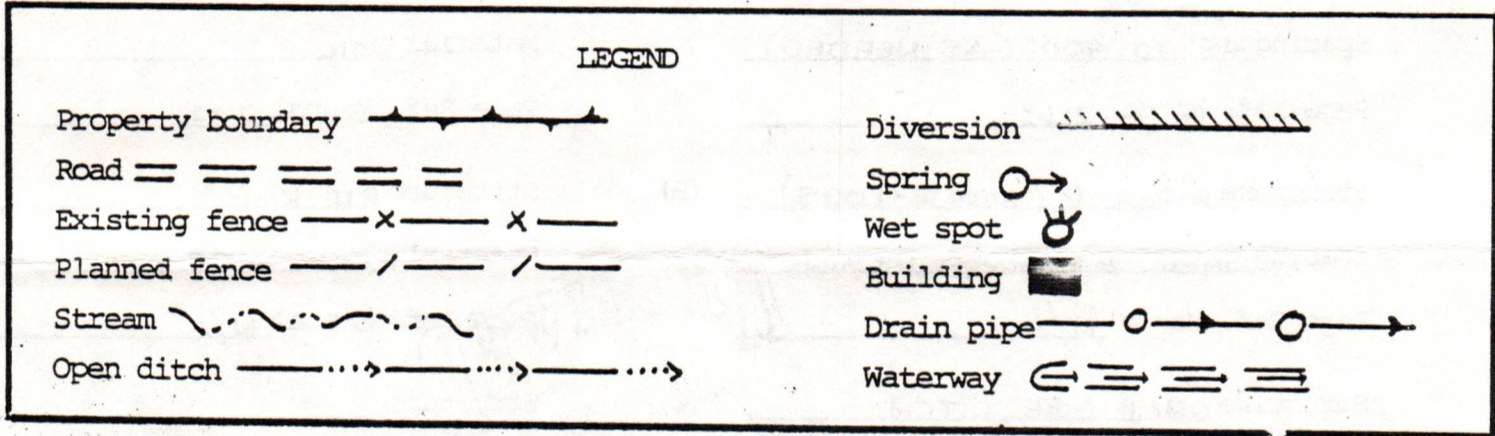 LEGEND
Property boundary
Road
Existing fence
Planned fence
Stream
Open ditch
Diversion
Spring
Wet spot
Building
Drain pipe
Waterway